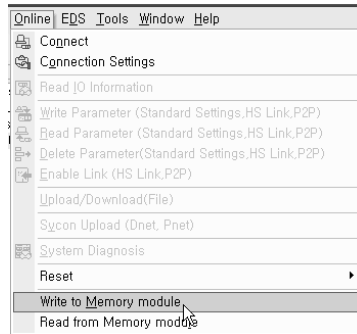 Online EDS Tools Window Help
Connect
Connection Settings
Read IO Information
Write Parameter (Standard Settings,HS Link,P2P)
Read Parameter (Standard Settings,HS Link,P2P)
Delete Parameter(Standard Settings,HS Link,P2P)
Enable Link (HS Link,P2P)
Upload/Download(File)
Sycon Upload (Dnet, Pnet)
System Diagnosis
Reset
Write to Memory module
Read from Memory module